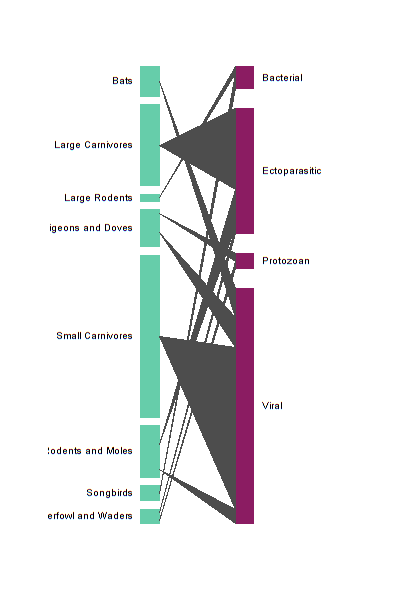 Bats
Large Carnivores
Large Rodents
igeons and Doves
Small Carnivores
Rodents and Moles
Songbirds
erfowl and Waders
Bacterial
Ectoparasitic
Protozoan
Viral